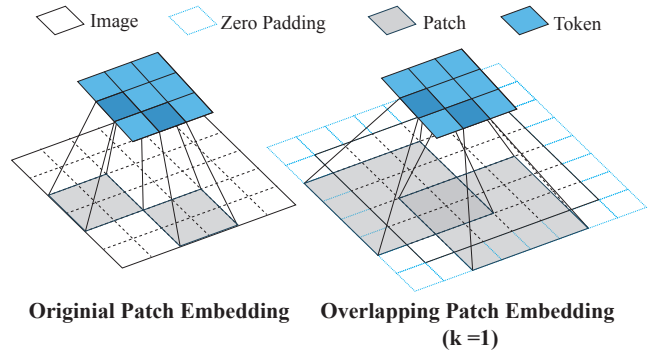 Image Zero Padding Patch Token
Originial Patch Embedding Overlapping Patch Embedding
(k =1)